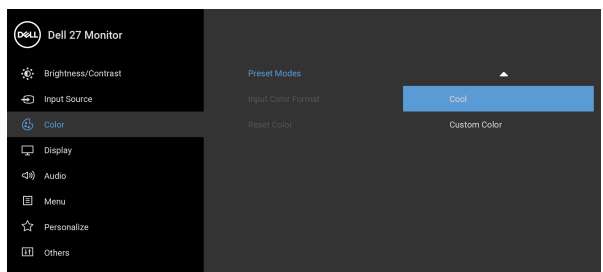 DELL Dell 27 Monitor
Brightness/Contrast
Preset Modes
Input Source
Input Color Format
Cool
Color
Reset Color
Custom Color
Display
Audio
Menu
Personalize
Others